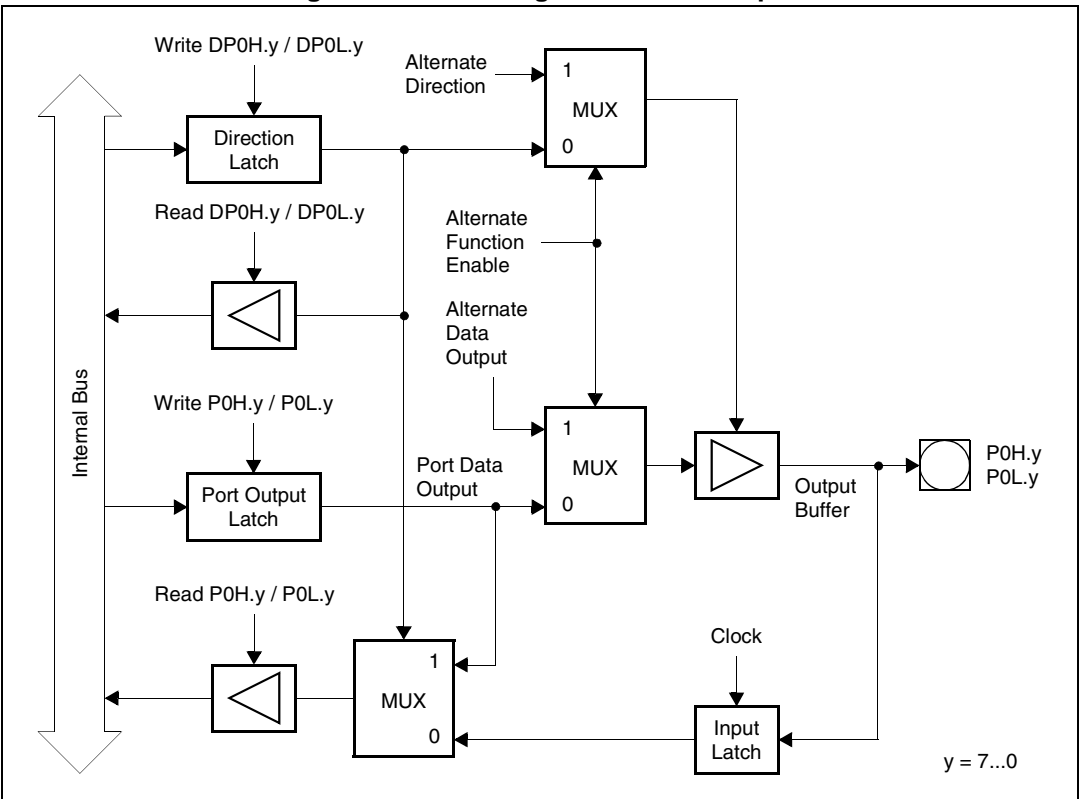 Write DP0H.y / DP0L.y
Alternate
Direction
1
MUX
0
Direction
Latch
Read DP0H.y / DP0L.y
Alternate
Function
Enable
Alternate
Data
Output
Internal Bus
Write P0H.y / P0L.y
1
MUX
0
Port Data
Output
Port Output
Latch
Output
Buffer
P0H.y
P0L.y
Read P0H.y / P0L.y
Clock
1
MUX
0
Input
Latch
y = 7...0